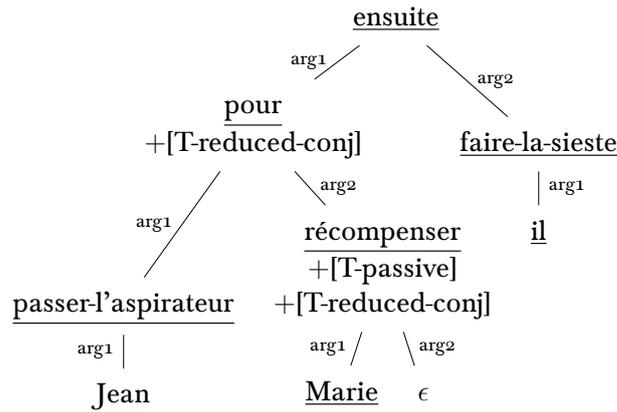 ensuite
arg1
arg2
pour
+[T-reduced-conj]
faire-la-sieste
arg1
arg2
arg1
récompenser
il
+[T-passive]
passer-l'aspirateur
+[T-reduced-conj]
arg1
arg1
arg2
Jean
Marie
ϵ